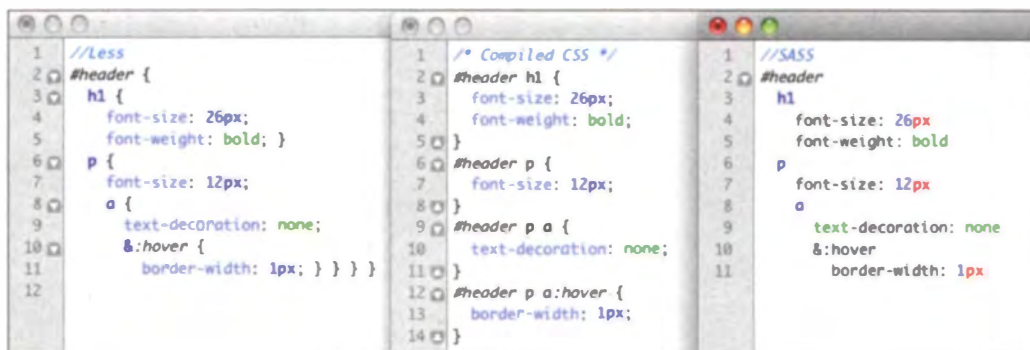 1 //Less
2 #header {
3 h1 {
4 font-size: 26px;
5 font-weight: bold; }
6 p {
7 font-size: 12px;
8 a {
9 text-decoration: none;
10 &:hover {
11 border-width: 1px; } } } }
12
1 /* Compiled CSS */
2 #header h1 {
3 font-size: 26px;
4 font-weight: bold;
5 }
6 #header p {
7 font-size: 12px;
8 }
9 #header p a {
10 text-decoration: none;
11 }
12 #header p a:hover {
13 border-width: 1px;
14 }
1 //SASS
2 #header
3 h1
4 font-size: 26px
5 font-weight: bold
6 p
7 font-size: 12px
8 a
9 text-decoration: none
10 &:hover
11 border-width: 1px